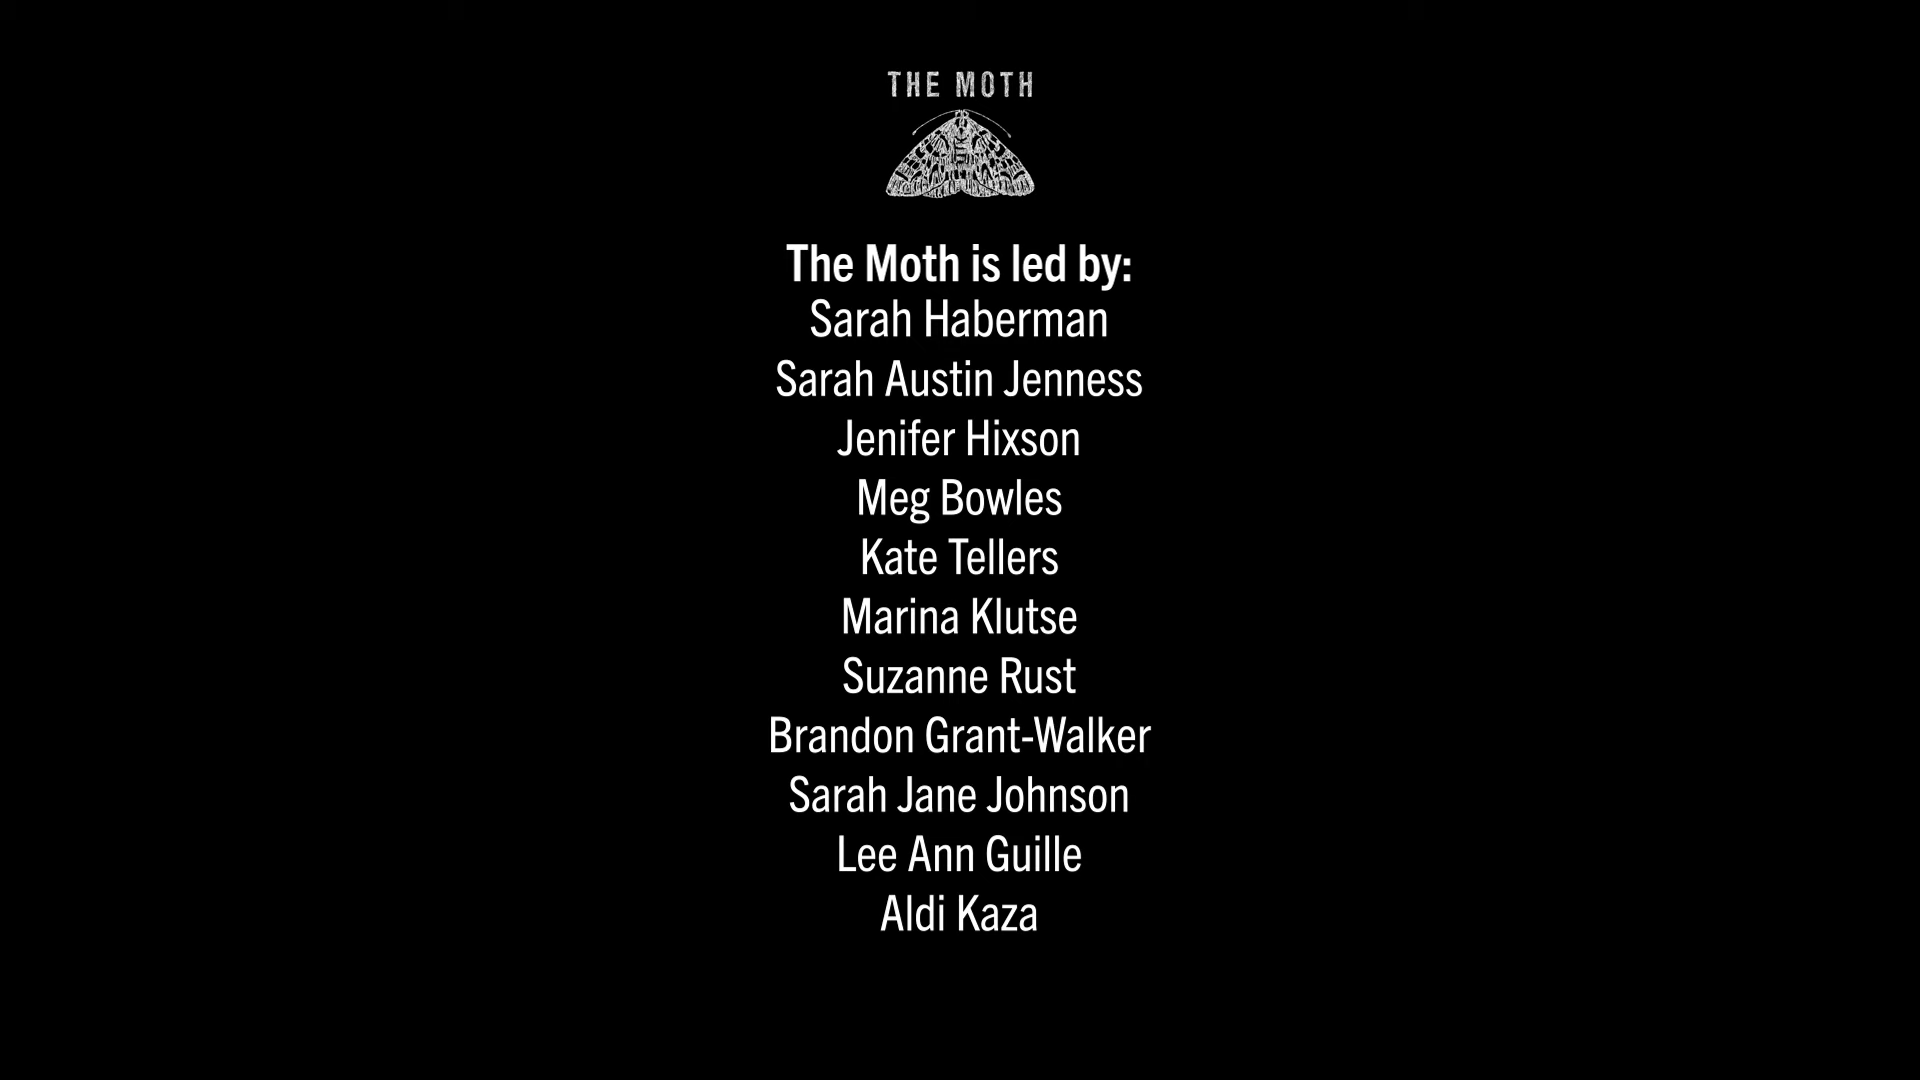 THE MOTH
The Moth is led by:
Sarah Haberman
Sarah Austin Jenness
Jenifer Hixson
Meg Bowles
Kate Tellers
Marina Klutse
Suzanne Rust
Brandon Grant-Walker
Sarah Jane Johnson
Lee Ann Guille
Aldi Kaza